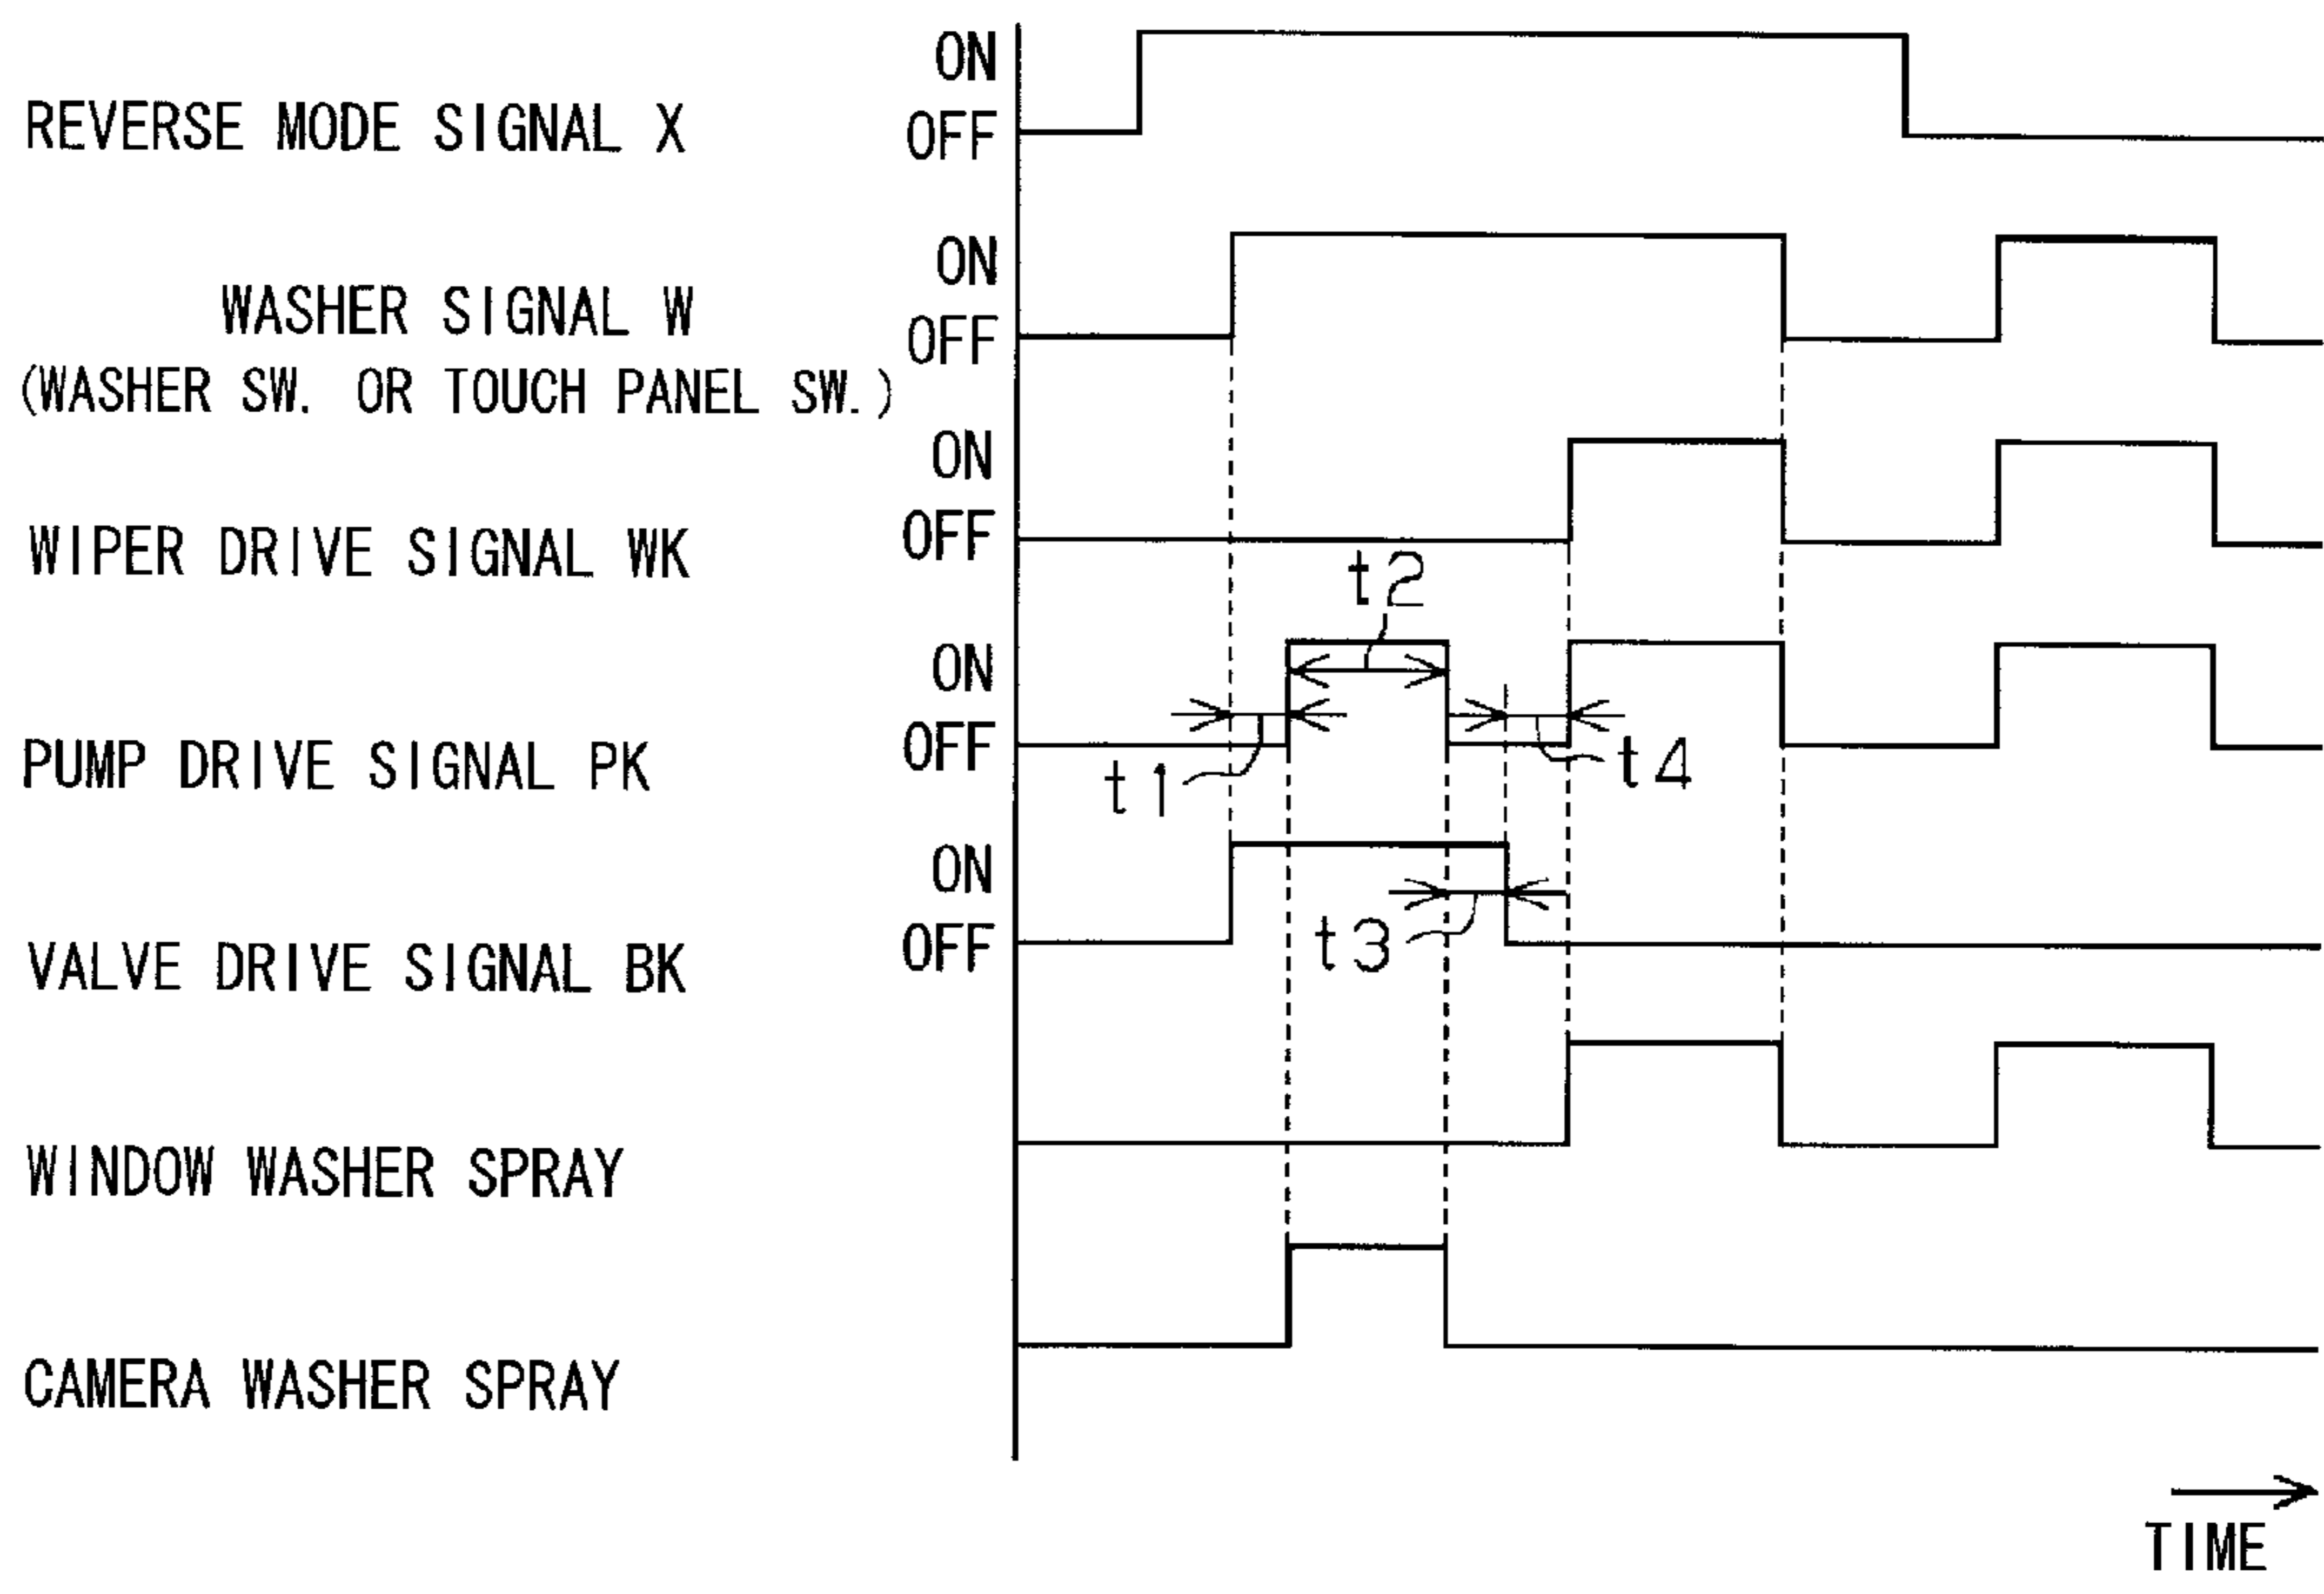 ON
REVERSE MODE SIGNAL X
OFF
ON
WASHER SIGNAL W
OFF
(WASHER SW. OR TOUCH PANEL SW.)
ON
WIPER DRIVE SIGNAL WK
OFF
t2
ON
PUMP DRIVE SIGNAL PK
OFF
t1
t4
ON
VALVE DRIVE SIGNAL BK
OFF
t3
WINDOW WASHER SPRAY
CAMERA WASHER SPRAY
TIME